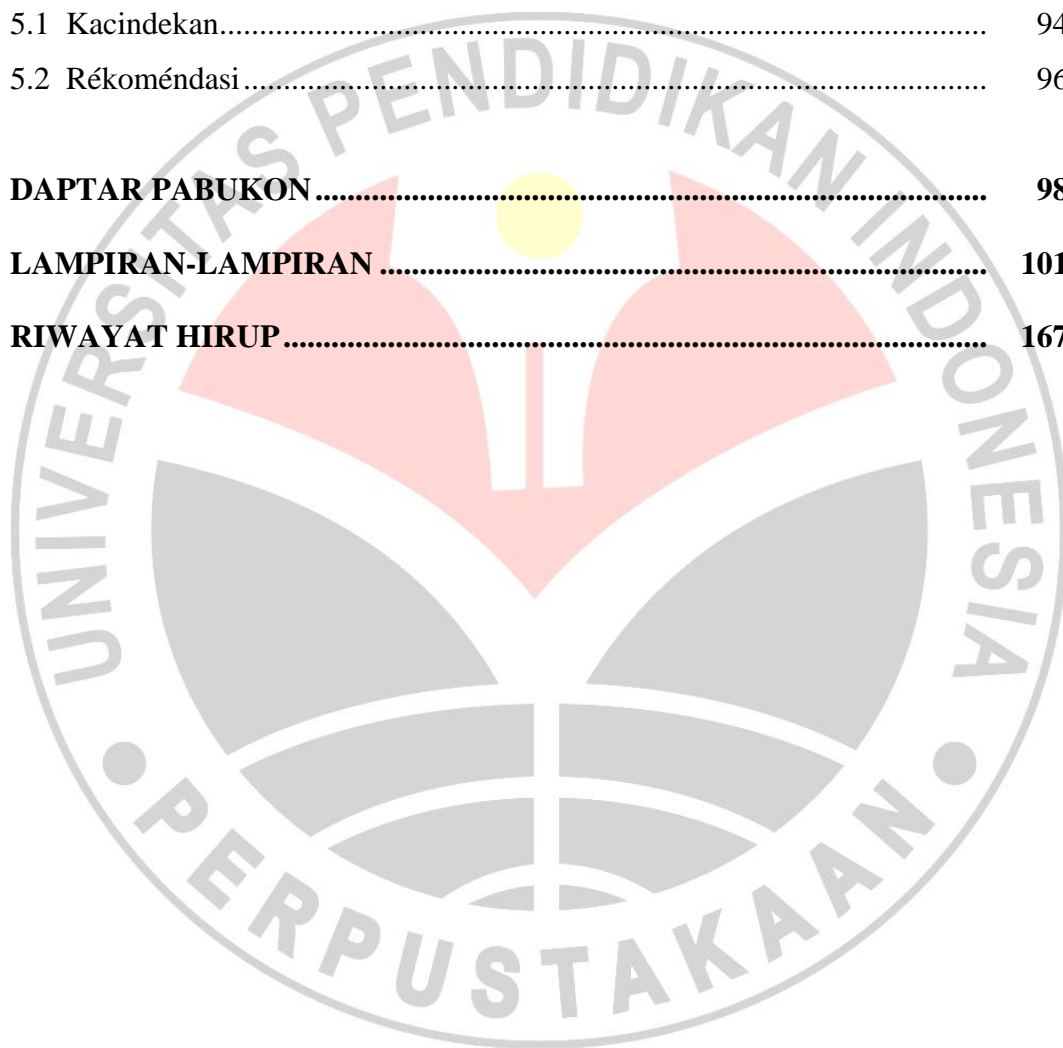 5.1 Kacindekan.................................................................................................. 94
5.2 Rékoméndasi............................................................................................... 96
DAPTAR PABUKON...................................................................................... 98
LAMPIRAN-LAMPIRAN.............................................................................. 101
RIWAYAT HIRUP.......................................................................................... 167
UNIVERSITAS PENDIDIKAN INDONESIA
PERPUSTAKAAN